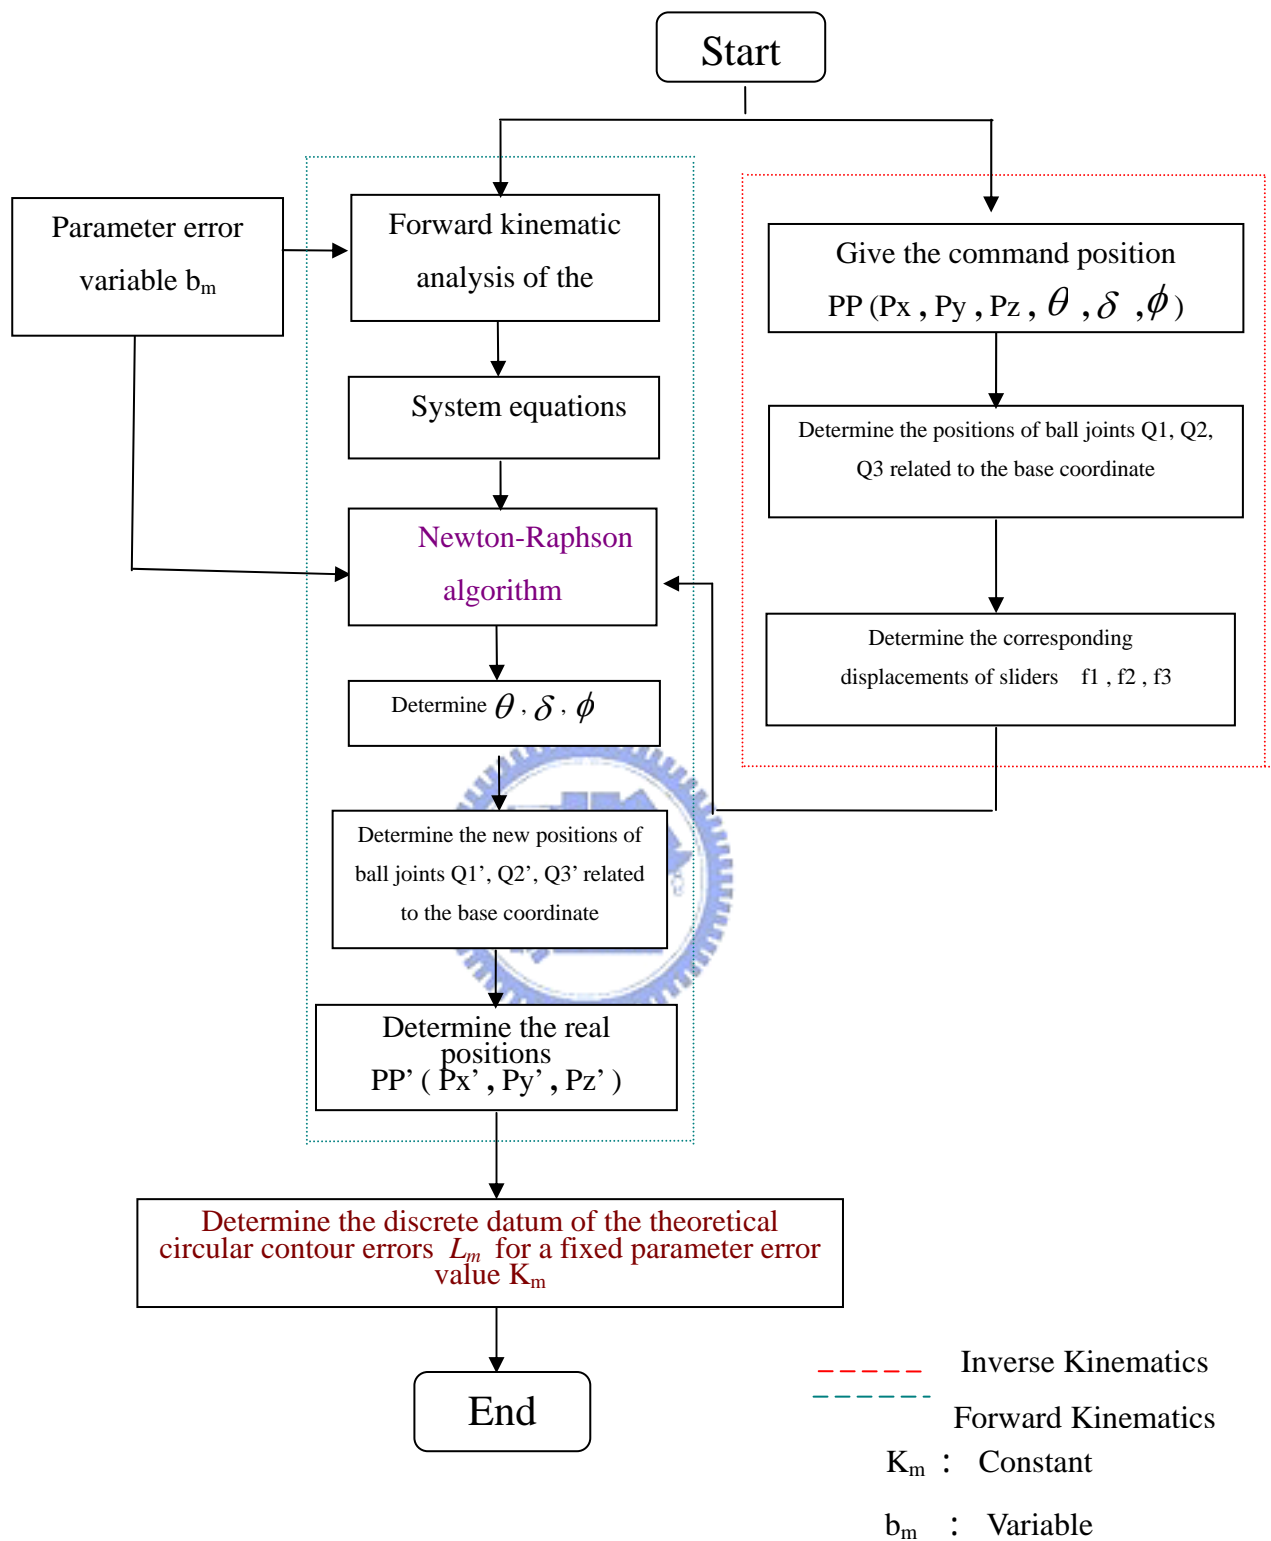 Start
Parameter error
variable bₘ
Forward kinematic
analysis of the
System equations
Newton-Raphson
algorithm
Determine θ , δ , ϕ
Determine the new positions of
ball joints Q1’, Q2’, Q3’ related
to the base coordinate
Determine the real
positions
PP’ ( Px’ , Py’ , Pz’ )
Give the command position
PP (Px , Py , Pz , θ , δ , ϕ )
Determine the positions of ball joints Q1, Q2,
Q3 related to the base coordinate
Determine the corresponding
displacements of sliders f1 , f2 , f3
Determine the discrete datum of the theoretical
circular contour errors Lₘ for a fixed parameter error
value Kₘ
End
Inverse Kinematics
Forward Kinematics
Kₘ : Constant
bₘ : Variable